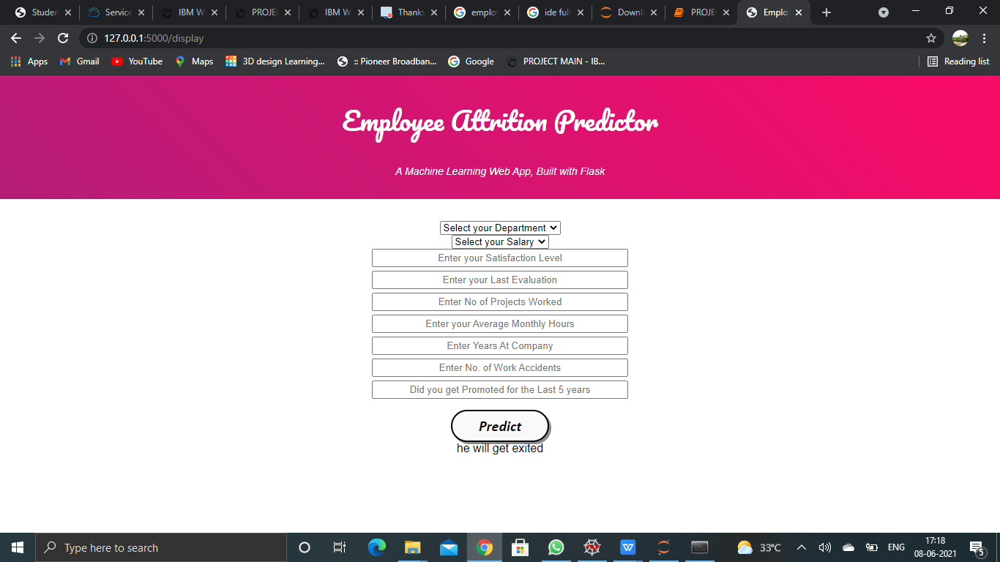 Studen
Service
IBM W
PROJEC
IBM W
Thanks
emplo
ide full
Downl
PROJE
Emplo
127.0.0.1:5000/display
Apps
Gmail
YouTube
Maps
3D design Learning...
:: Pioneer Broadban...
Google
PROJECT MAIN - IB...
Reading list
Employee Attrition Predictor
A Machine Learning Web App, Built with Flask
Select your Department
Select your Salary
Enter your Satisfaction Level
Enter your Last Evaluation
Enter No of Projects Worked
Enter your Average Monthly Hours
Enter Years At Company
Enter No. of Work Accidents
Did you get Promoted for the Last 5 years
Predict
he will get exited
Type here to search
33°C
ENG
17:18
08-06-2021
5